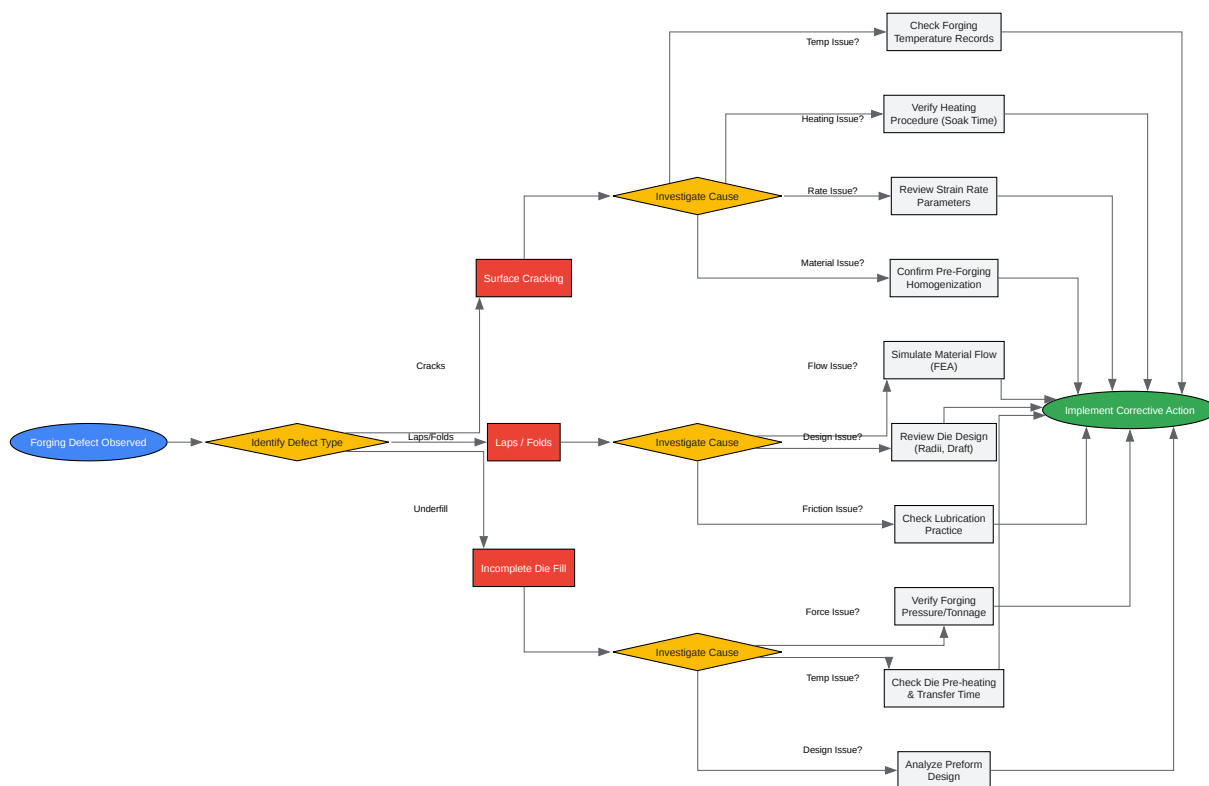 Check Forging
Temperature Records
Temp Issue?
Verify Heating
Procedure (Soak Time)
Heating Issue?
Investigate Cause
Rate Issue?
Review Strain Rate
Parameters
Material Issue?
Confirm Pre-Forging
Homogenization
Surface Cracking
Cracks
Flow Issue?
Simulate Material Flow
(FEA)
Implement Corrective Action
Forging Defect Observed
Identify Defect Type
Laps/Folds
Laps / Folds
Investigate Cause
Design Issue?
Review Die Design
(Radii, Draft)
Underfill
Friction Issue?
Check Lubrication
Practice
Incomplete Die Fill
Force Issue?
Verify Forging
Pressure/Tonnage
Investigate Cause
Temp Issue?
Check Die Pre-heating
& Transfer Time
Design Issue?
Analyze Preform
Design